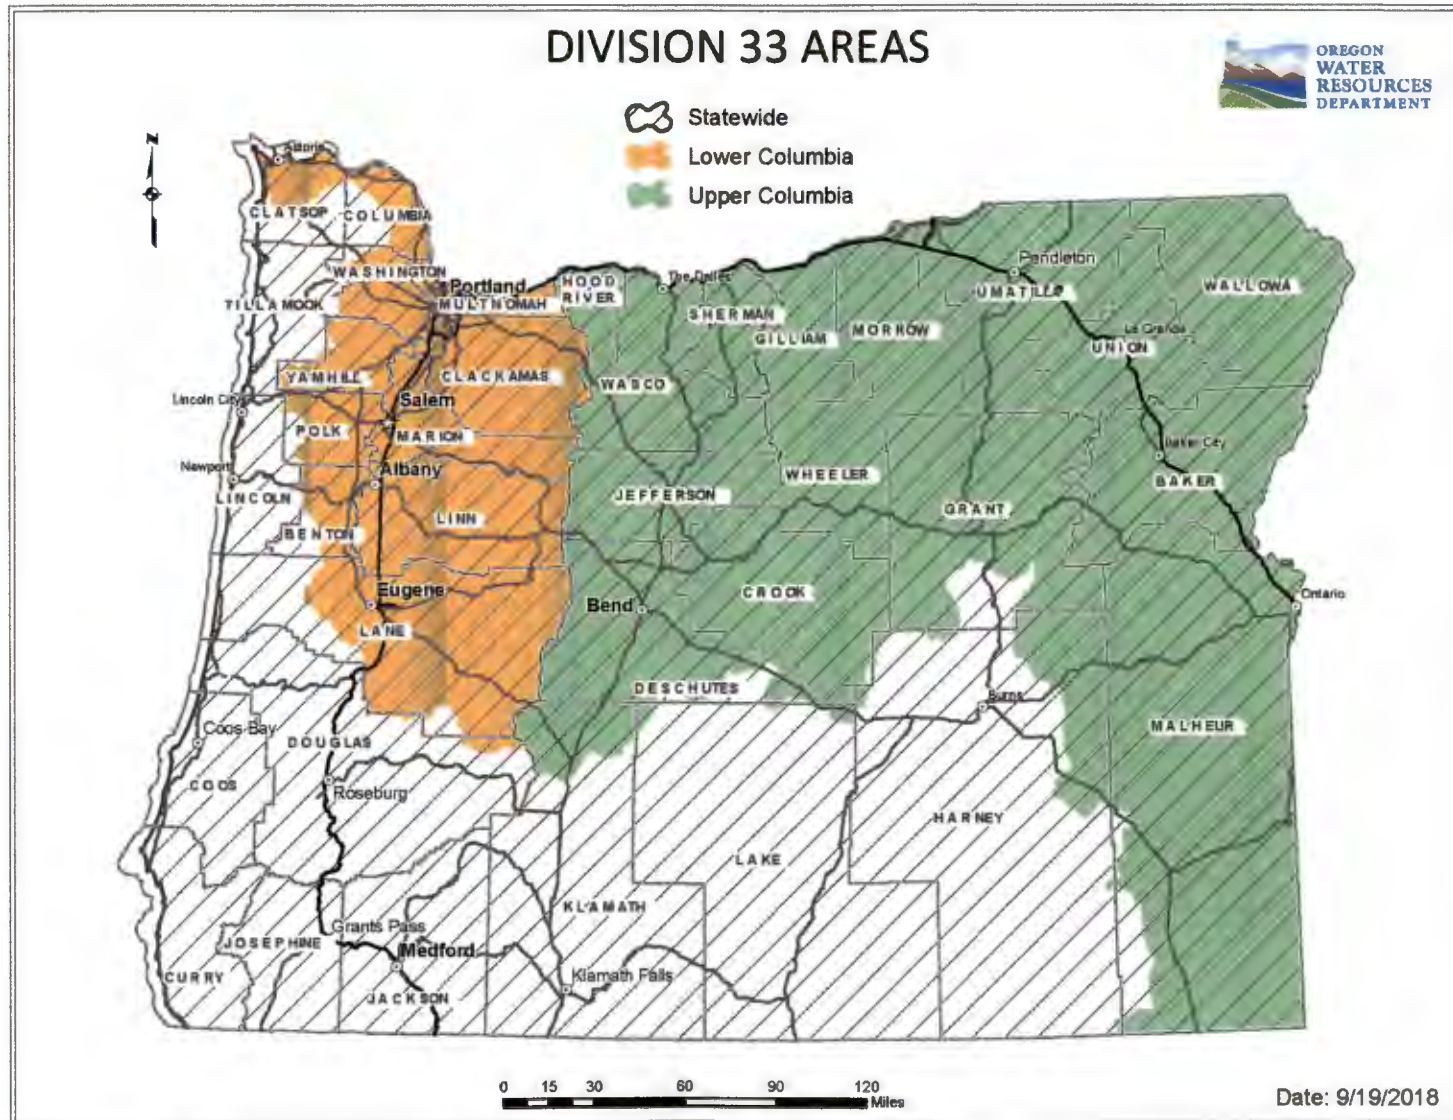 DIVISION 33 AREAS
OREGON
WATER
RESOURCES
DEPARTMENT
Statewide
Lower Columbia
Upper Columbia
N
Astoria
CLATSOP
COLUMBIA
WASHINGTON
Portland
HOOD
RIVER
The Dalles
Pendleton
TILLAMOOK
MULTNOMAH
SHERMAN
UMATILLA
WALLOWA
GILLIAM
MORROW
La Grande
UNION
YAMHILL
CLACKAMAS
WASCO
Lincoln City
Salem
POLK
MARION
Baker City
Newport
Albany
WHEELER
BAKER
LINCOLN
JEFFERSON
LINN
GRANT
BENTON
Eugene
Bend
CROOK
Ontario
LANE
DESCHUTES
Burns
Coos Bay
MALHEUR
DOUGLAS
COOS
Roseburg
HARNEY
LAKE
KLAMATH
Grants Pass
JOSEPHINE
Medford
CURRY
Klamath Falls
JACKSON
0 15 30 60 90 120
Miles
Date: 9/19/2018